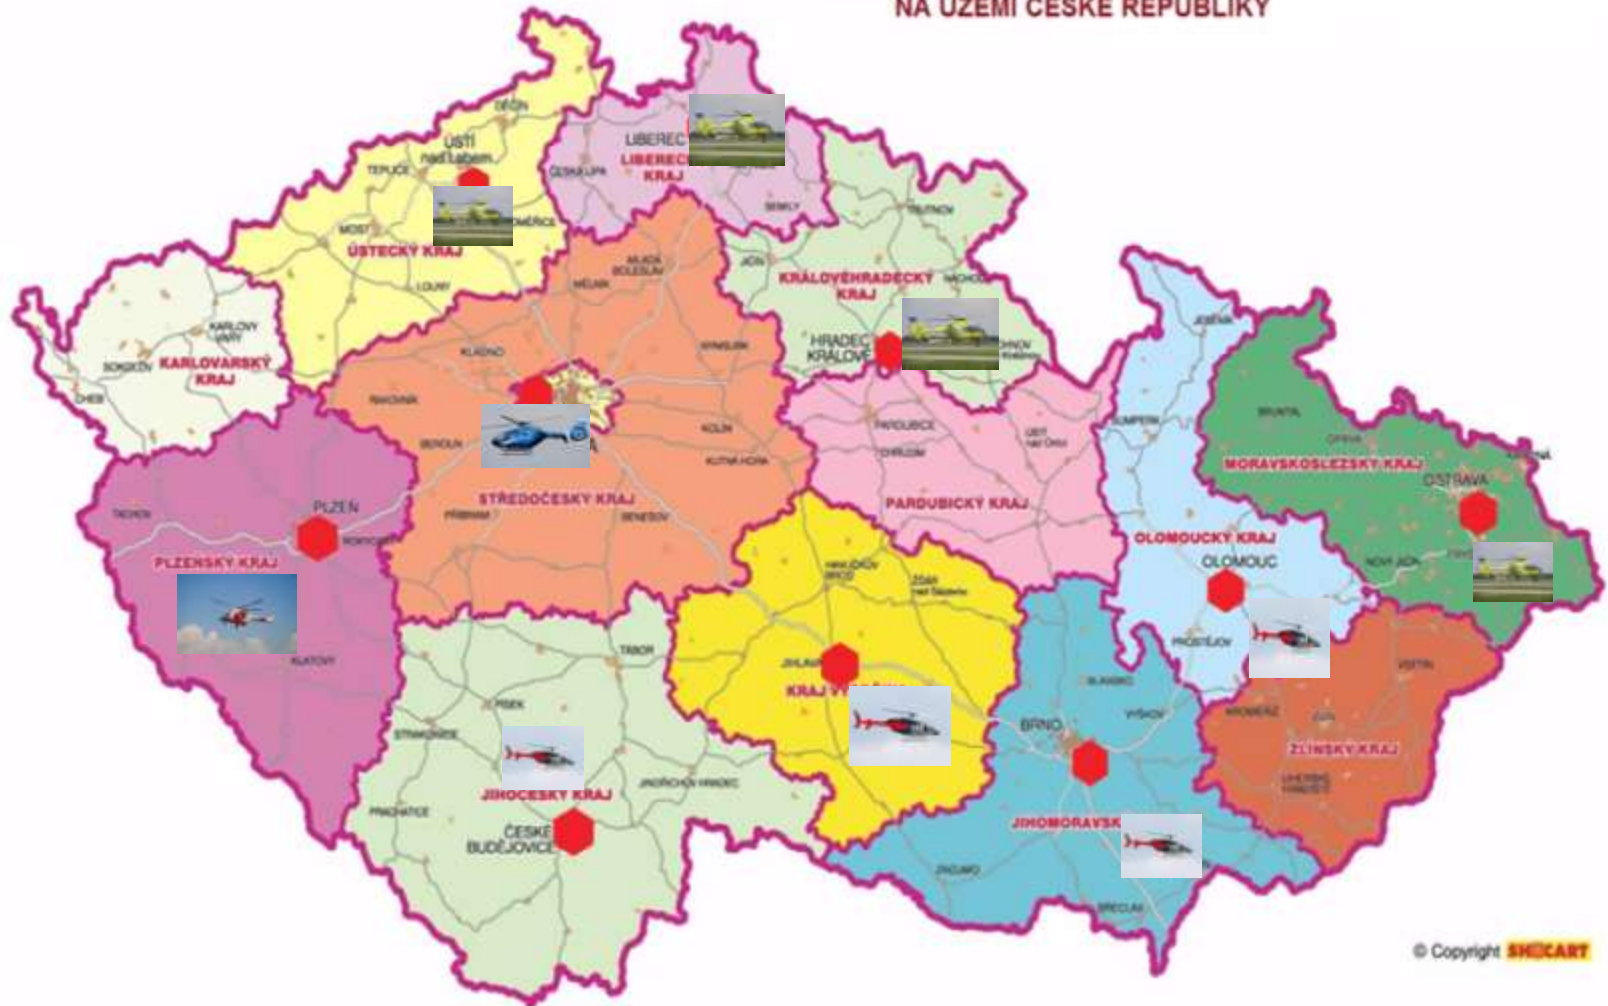 NA ÚZEMÍ ČESKÉ REPUBLIKY
DĚČÍN
ÚSTÍ
nad Labem
TEPLICE
MOST
ÚSTECKÝ KRAJ
LOUNY
LIBEREC
KRAJ
ČESKÁ LÍPA
SEMILY
TRUTNOV
JIČÍN
KRÁLOVÉHRADECKÝ
KRAJ
HRADEC
KRÁLOVÉ
MLADÁ
BOLESLAV
MĚLNÍK
NYMBURK
KLADNO
RAKOVNÍK
BEROUN
KOLÍN
KUTNÁ HORA
STŘEDOČESKÝ KRAJ
PŘÍBRAM
BENEŠOV
KARLOVY
VARY
SOKOLOV
KARLOVARSKÝ
KRAJ
CHEB
PLZEŇ
TACHOV
PLZEŇSKÝ KRAJ
KLATOVY
JESENÍK
ŠUMPERK
BRUNTÁL
OPAVA
MORAVSKOSLEZSKÝ KRAJ
OSTRAVA
NOVÝ JIČÍN
PARDUBICE
CHRUDIM
ÚSTÍ
nad Orlicí
PARDUBICKÝ KRAJ
OLOMOUCKÝ KRAJ
OLOMOUC
PROSTĚJOV
HAVLÍČKŮV
BROD
ŽĎÁR
nad Sázavou
JIHLAVA
TÁBOR
PÍSEK
STRAKONICE
JINDŘICHŮV HRADEC
JIHOČESKÝ KRAJ
PRACHATICE
ČESKÉ
BUDĚJOVICE
BLANSKO
BRNO
VYŠKOV
ZNOJMO
BŘECLAV
VSETÍN
KROMĚŘÍŽ
ZLÍN
ZLÍNSKÝ KRAJ
UHERSKÉ
HRADIŠTĚ
© Copyright SHOCART